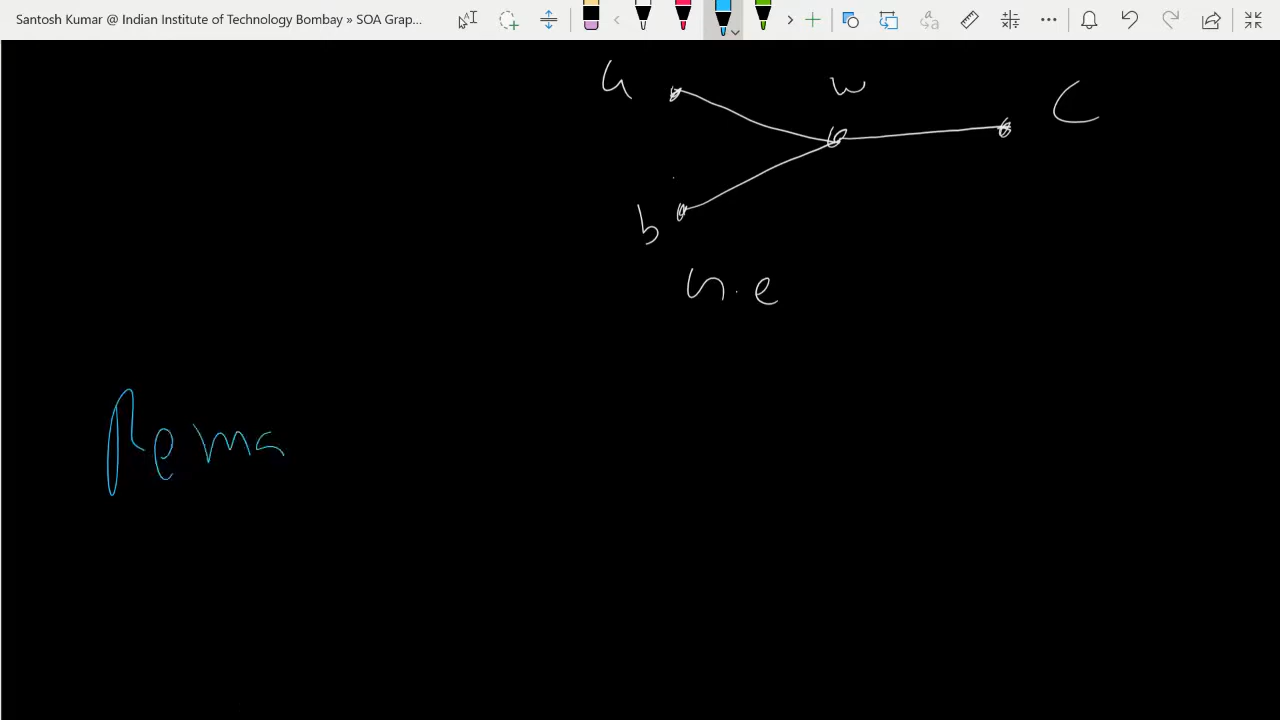 Santosh Kumar @ Indian Institute of Technology Bombay » SOA Grap...
a w C
b
n.e
Rema